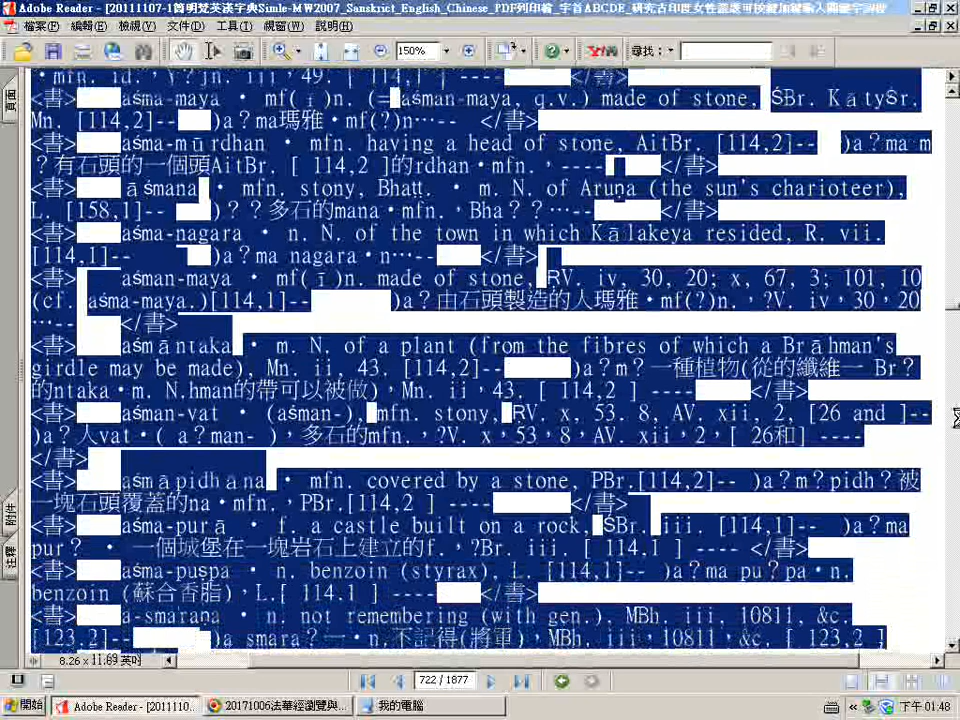 Adobe Reader - [20111107-1簡明梵英漢字典Simle-MW2007_Sanskrict_English_Chinese_PDF列印檔_字首ABCDE_研究古印度
檔案(F) 編輯(E) 檢視(V) 文件(D) 工具(T) 視窗(W) 說明(H)
150% 尋找:
頁面
‧mfn. id., Y?jn. iii,49. [114,1] ---- </書>
<書> aśma-maya ‧ mf(ī)n. (= aśman-maya, q.v.) made of stone, ŚBr. KātyŚr.
Mn. [114,2]-- )a?ma瑪雅‧mf(?)n…-- </書>
<書> aśma-mūrdhan ‧ mfn. having a head of stone, AitBr. [114,2]-- )a?ma m
?有石頭的一個頭AitBr. [ 114,2 ]的rdhan‧mfn. ,---- </書>
<書> āśmana ‧ mfn. stony, Bhaṭṭ. ‧ m. N. of Aruṇa (the sun's charioteer),
L. [158,1]-- )??多石的mana‧mfn.,Bha??…-- </書>
<書> aśma-nagara ‧ n. N. of the town in which Kālakeya resided, R. vii.
[114,1]-- )a?ma nagara‧n…-- </書>
<書> aśman-maya ‧ mf(ī)n. made of stone, RV. iv, 30, 20; x, 67, 3; 101, 10
(cf. aśma-maya.)[114,1]-- )a?由石頭製造的人瑪雅‧mf(?)n.,?V. iv,30,20
…-- </書>
<書> aśmāntaka ‧ m. N. of a plant (from the fibres of which a Brāhman's
girdle may be made), Mn. ii, 43. [114,2]-- )a?m?一種植物(從的纖維一 Br?
的ntaka‧m. N.hman的帶可以被做),Mn. ii,43. [ 114,2 ] ---- </書>
<書> aśman-vat ‧ (aśman-), mfn. stony, RV. x, 53. 8, AV. xii, 2, [26 and ]--
)a?人vat‧( a?man- ),多石的mfn.,?V. x,53,8,AV. xii,2,[ 26和] ----
</書>
<書> aśmāpidhāna ‧ mfn. covered by a stone, PBr.[114,2]-- )a?m?pidh?被
一塊石頭覆蓋的na‧mfn.,PBr.[114,2 ] ---- </書>
<書> aśma-purā ‧ f. a castle built on a rock, ŚBr. iii. [114,1]-- )a?ma
pur? ‧ 一個城堡在一塊岩石上建立的f.,?Br. iii. [ 114.1 ] ---- </書>
<書> aśma-puṣpa ‧ n. benzoin (styrax), L. [114,1]-- )a?ma pu?pa‧n.
benzoin (蘇合香脂),L.[ 114.1 ] ---- </書>
<書> a-smaraṇa ‧ n. not remembering (with gen.), MBh. iii, 10811, &c.
[123,2]-- )a smara?一‧n.不記得(將軍),MBh. iii,10811,&c. [ 123,2 ]
附件
注釋
8.26 x 11.69 英吋
722 / 1877
開始 Adobe Reader - [2011110... 20171006法華經瀏覽與... 我的電腦 下午 01:48